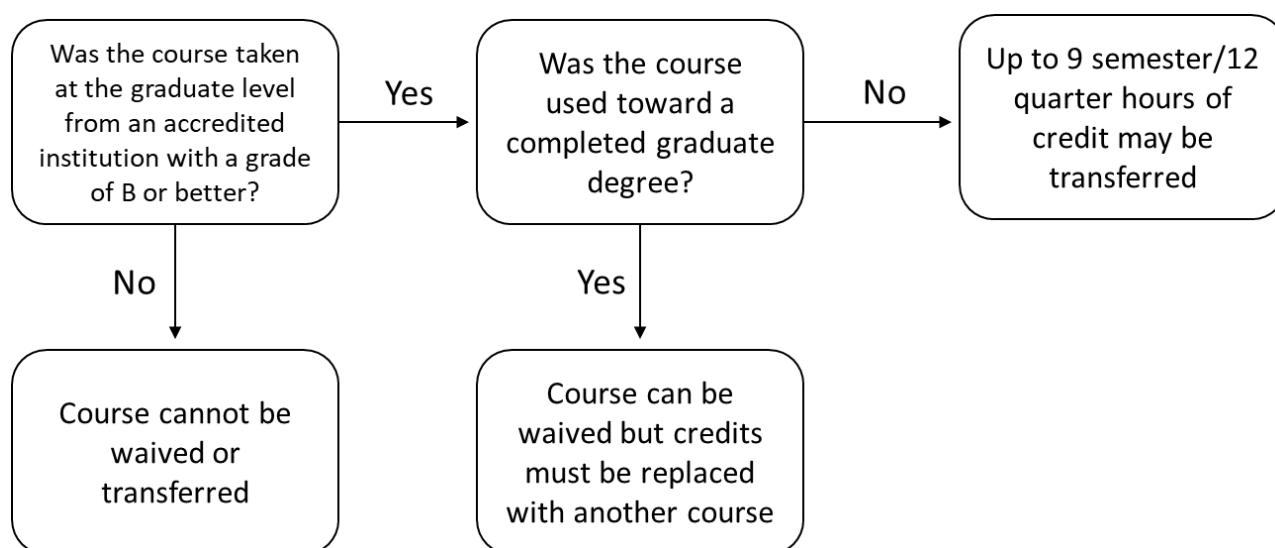 Was the course taken
at the graduate level
from an accredited
institution with a grade
of B or better?
Yes
Was the course
used toward a
completed graduate
degree?
No
Up to 9 semester/12
quarter hours of
credit may be
transferred
No
Yes
Course cannot be
waived or
transferred
Course can be
waived but credits
must be replaced
with another course